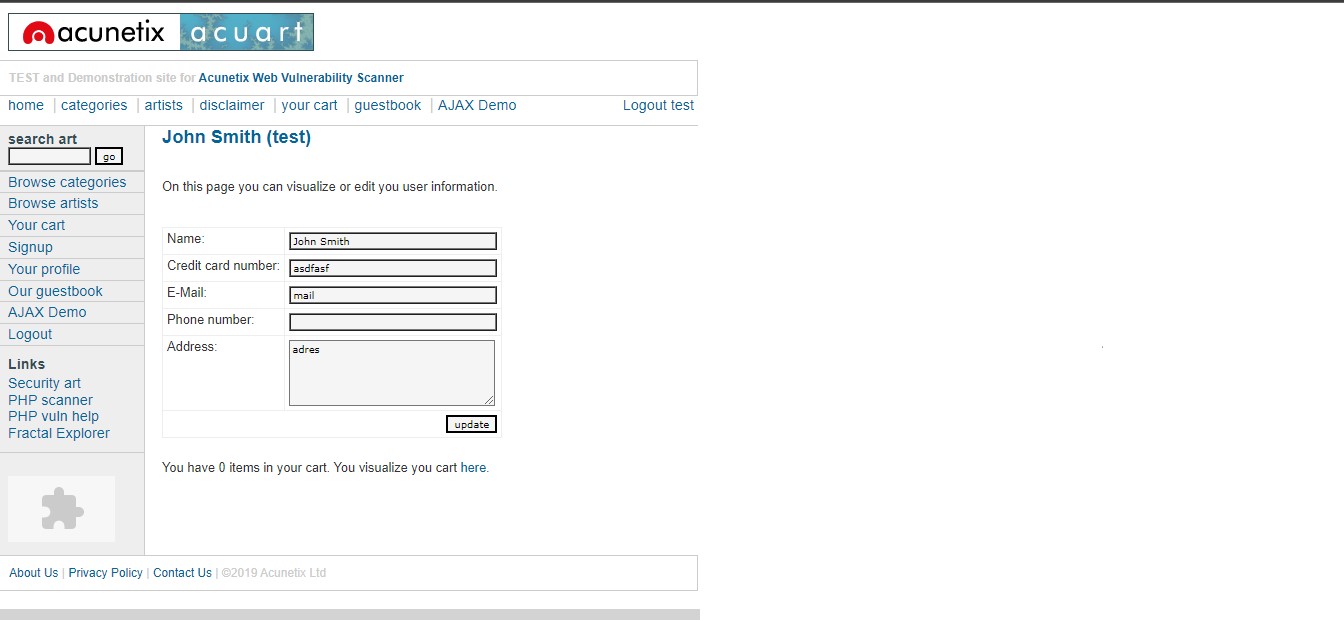 acunetix acuart
TEST and Demonstration site for Acunetix Web Vulnerability Scanner
home | categories | artists | disclaimer | your cart | guestbook | AJAX Demo Logout test
search art
go
Browse categories
Browse artists
Your cart
Signup
Your profile
Our guestbook
AJAX Demo
Logout
Links
Security art
PHP scanner
PHP vuln help
Fractal Explorer
John Smith (test)
On this page you can visualize or edit you user information.
Name: John Smith
Credit card number: asdfasf
E-Mail: mail
Phone number:
Address: adres
update
You have 0 items in your cart. You visualize you cart here.
About Us | Privacy Policy | Contact Us | ©2019 Acunetix Ltd